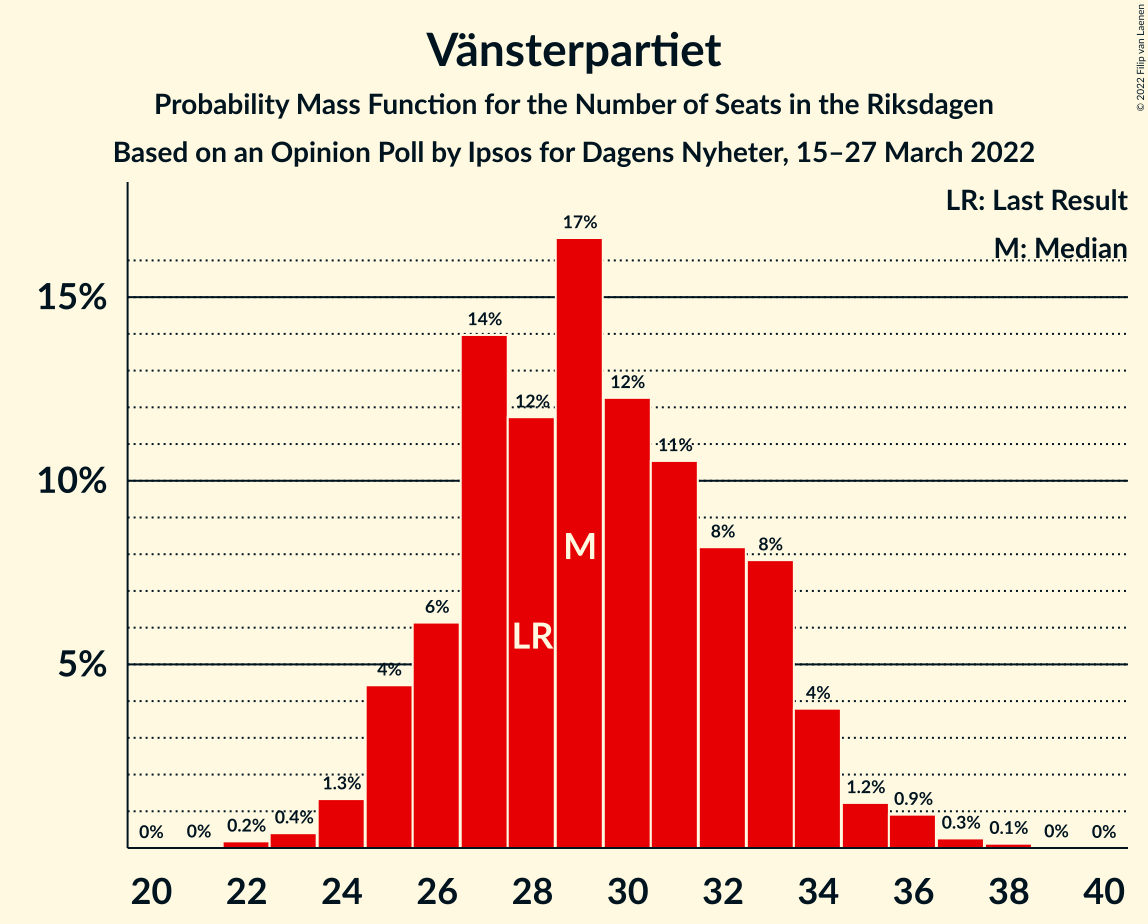 © 2022 Filip van Laenen
Vänsterpartiet
Probability Mass Function for the Number of Seats in the Riksdagen
Based on an Opinion Poll by Ipsos for Dagens Nyheter, 15–27 March 2022
LR: Last Result
M: Median
15%
10%
5%
0% 0% 0.2% 0.4% 1.3% 4% 6% 14% 12% 17% 12% 11% 8% 8% 4% 1.2% 0.9% 0.3% 0.1% 0% 0%
M
LR
20 22 24 26 28 30 32 34 36 38 40